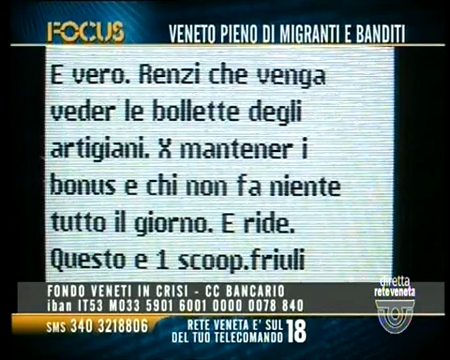 FOCUS
VENETO PIENO DI MIGRANTI E BANDITI
E vero. Renzi che venga
veder le bollette degli
artigiani. X mantener i
bonus e chi non fa niente
tutto il giorno. E ride.
Questo e 1 scoop.friuli
diretta
reteveneta
FONDO VENETI IN CRISI - CC BANCARIO
iban IT53 M033 5901 6001 0000 0078 840
SMS 340 3218806
RETE VENETA E' SUL
DEL TUO TELECOMANDO
18